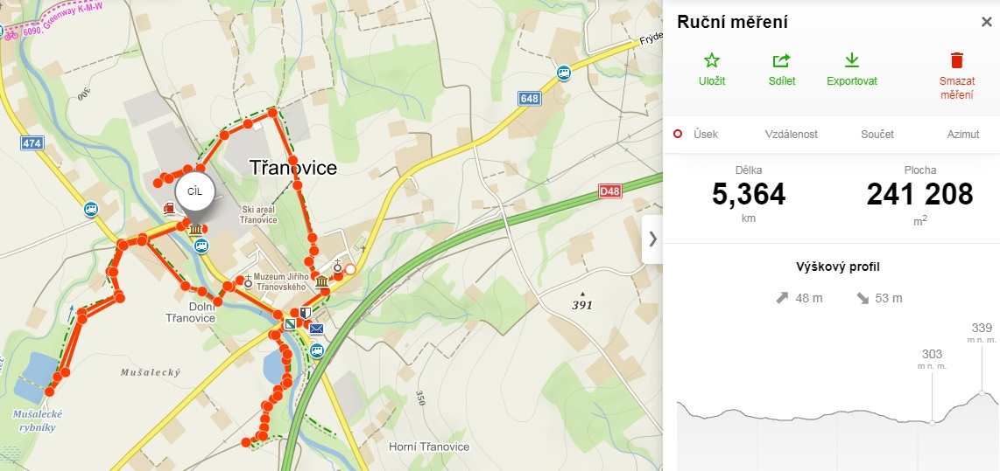 6090, Greenway K-M-W
300
474
648
Frýde
Třanovice
CÍL
Ski areál
Třanovice
D48
Muzeum Jiřího
Třanovského
Dolní
Třanovice
391
Mušalecký
350
Mušalecké
rybníky
Horní Třanovice
Ruční měření
Uložit
Sdílet
Exportovat
Smazat
měření
Úsek
Vzdálenost
Součet
Azimut
Délka
Plocha
5,364
241 208
km
m2
Výškový profil
48 m
53 m
339
m n. m.
303
m n. m.